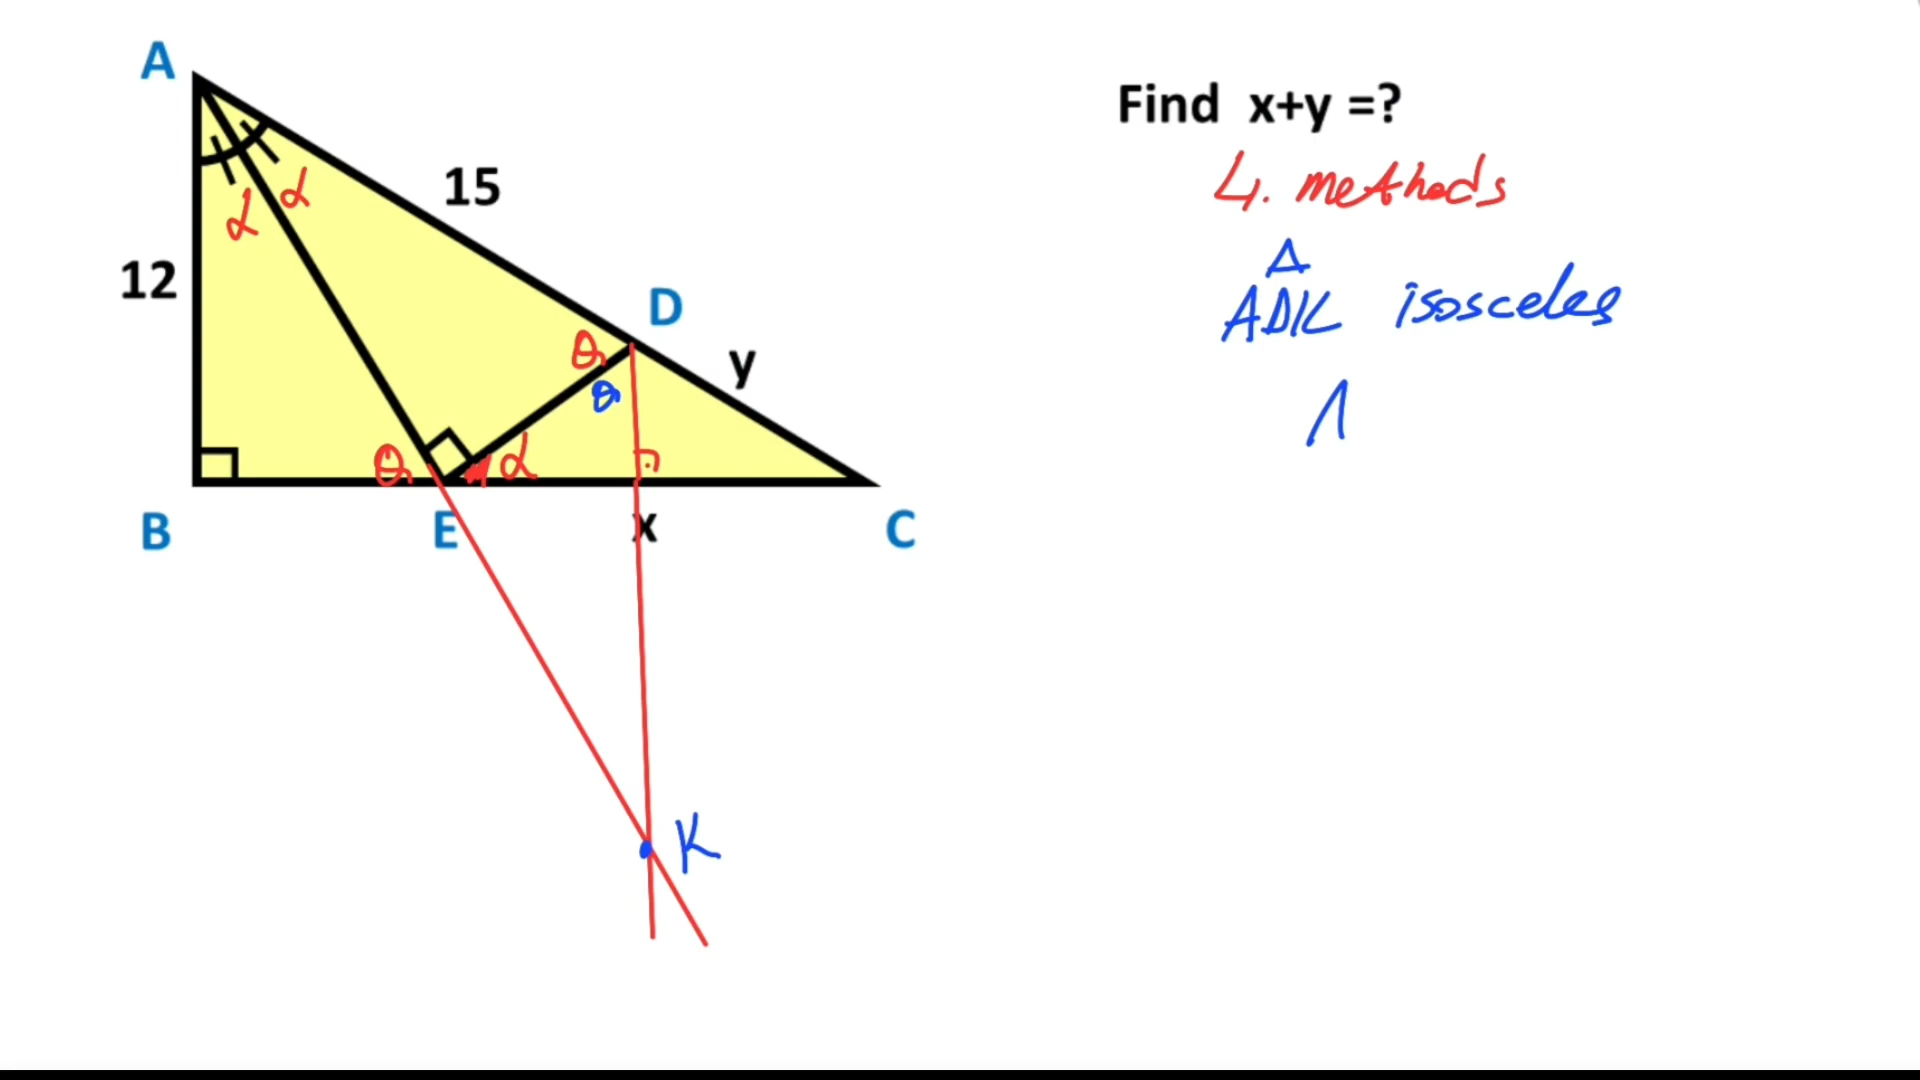 A
Find x+y =?
15
4. methods
α
α
12
Δ
ADK isosceles
D
θ
y
θ
θ
α
B
E
x
C
K